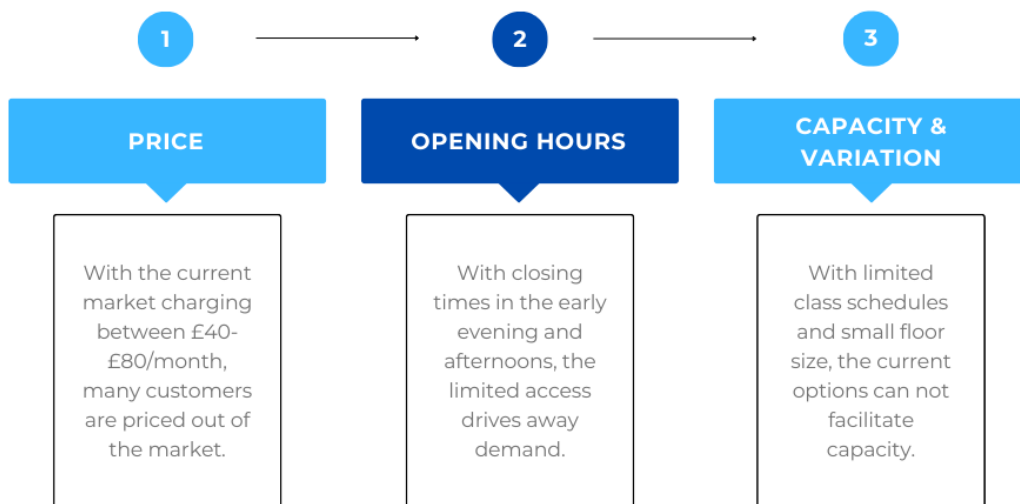 1
2
3
PRICE
OPENING HOURS
CAPACITY &
VARIATION
With the current
market charging
between £40-
£80/month,
many customers
are priced out of
the market.
With closing
times in the early
evening and
afternoons, the
limited access
drives away
demand.
With limited
class schedules
and small floor
size, the current
options can not
facilitate
capacity.